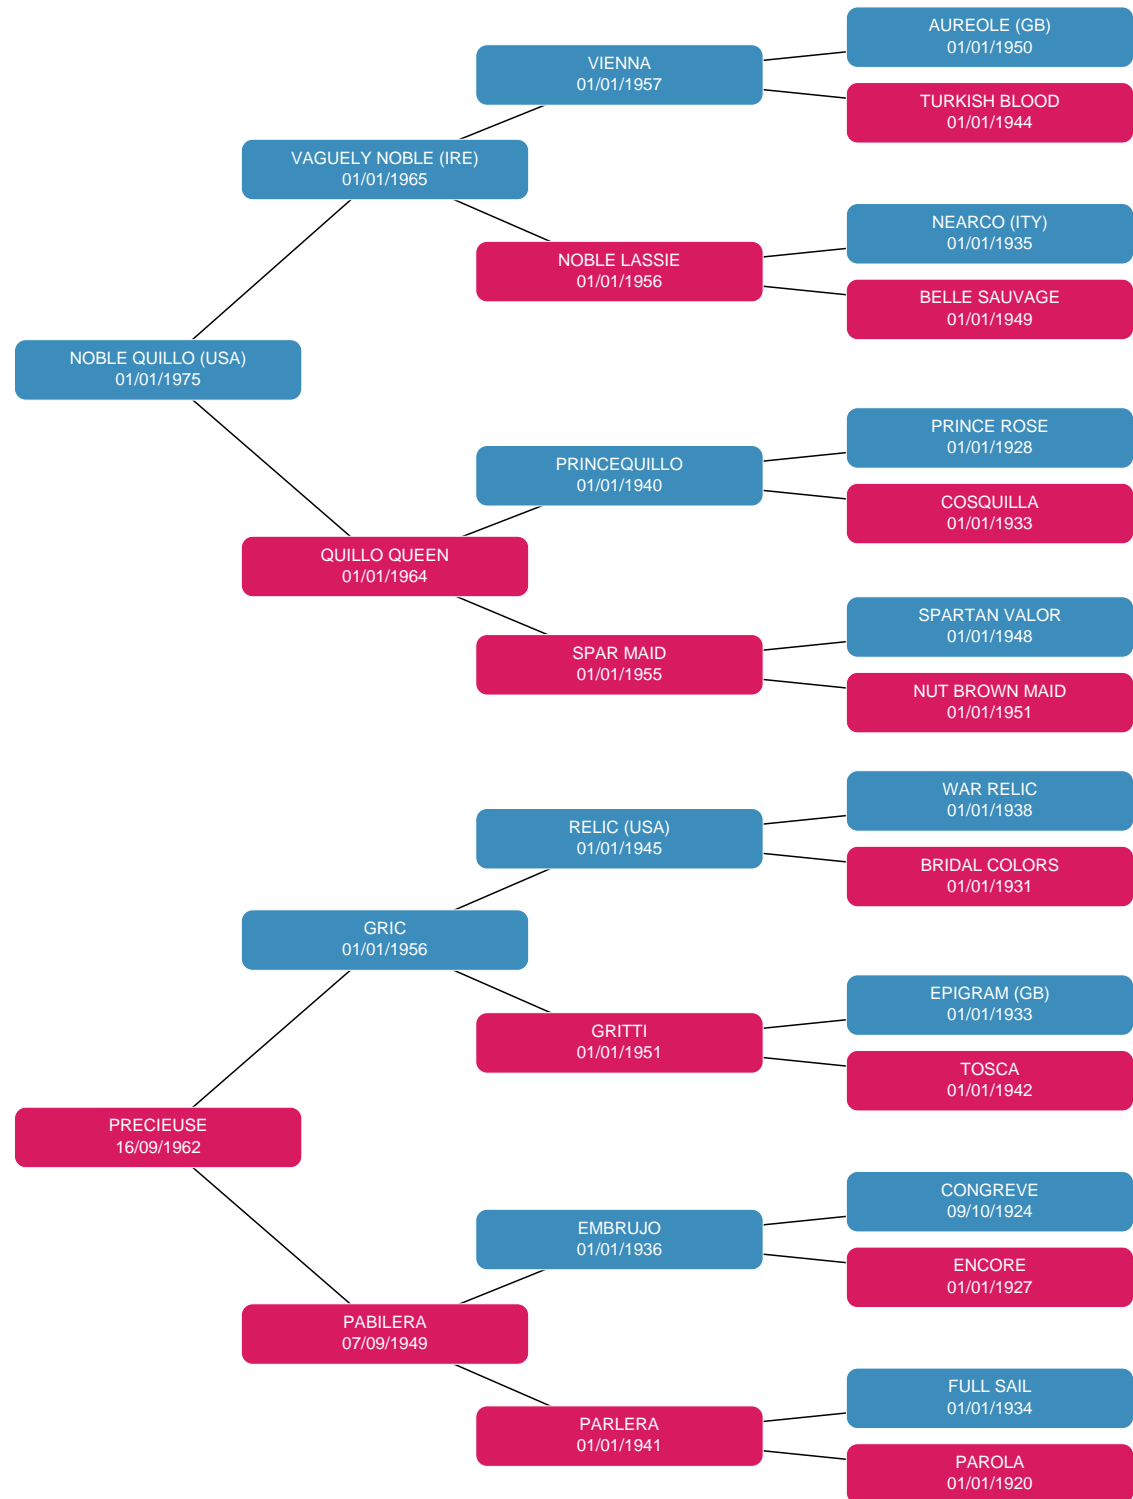 AUREOLE (GB)
01/01/1950
VIENNA
01/01/1957
TURKISH BLOOD
01/01/1944
VAGUELY NOBLE (IRE)
01/01/1965
NEARCO (ITY)
01/01/1935
NOBLE LASSIE
01/01/1956
BELLE SAUVAGE
01/01/1949
NOBLE QUILLO (USA)
01/01/1975
PRINCE ROSE
01/01/1928
PRINCEQUILLO
01/01/1940
COSQUILLA
01/01/1933
QUILLO QUEEN
01/01/1964
SPARTAN VALOR
01/01/1948
SPAR MAID
01/01/1955
NUT BROWN MAID
01/01/1951
WAR RELIC
01/01/1938
RELIC (USA)
01/01/1945
BRIDAL COLORS
01/01/1931
GRIC
01/01/1956
EPIGRAM (GB)
01/01/1933
GRITTI
01/01/1951
TOSCA
01/01/1942
PRECIEUSE
16/09/1962
CONGREVE
09/10/1924
EMBRUJO
01/01/1936
ENCORE
01/01/1927
PABILERA
07/09/1949
FULL SAIL
01/01/1934
PARLERA
01/01/1941
PAROLA
01/01/1920